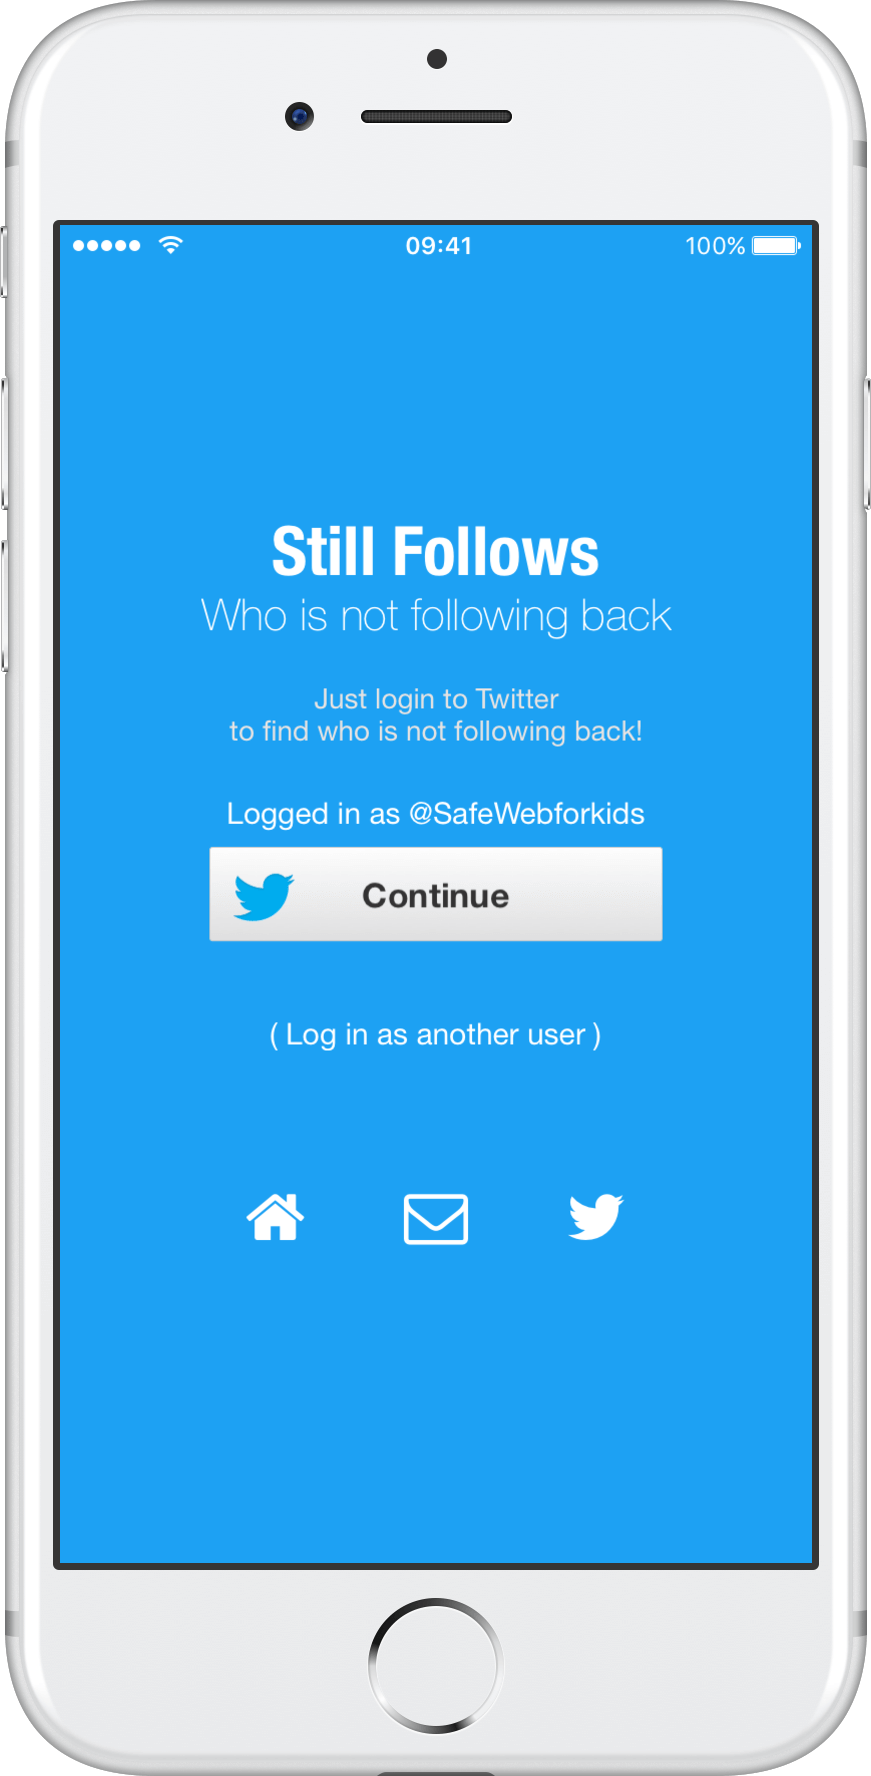 09:41
100%
Still Follows
Who is not following back
Just login to Twitter
to find who is not following back!
Logged in as @SafeWebforkids
Continue
( Log in as another user )